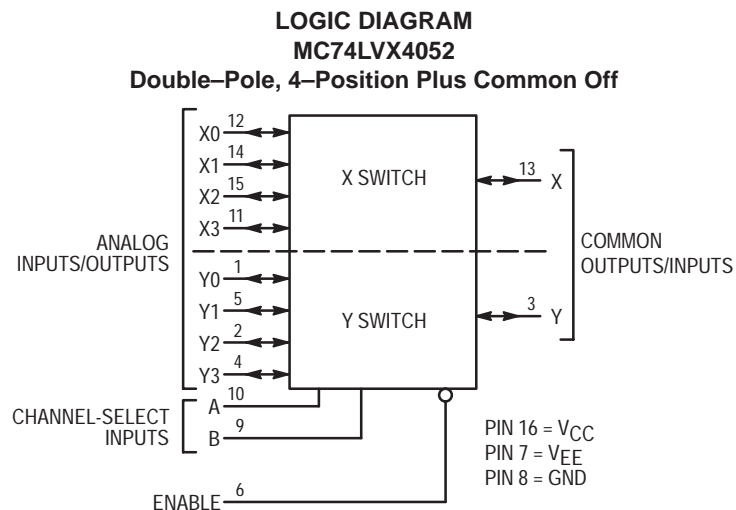 LOGIC DIAGRAM
MC74LVX4052
Double–Pole, 4–Position Plus Common Off
ANALOG
INPUTS/OUTPUTS
X0 12
X1 14
X2 15
X3 11
Y0 1
Y1 5
Y2 2
Y3 4
X SWITCH
Y SWITCH
13 X
3 Y
COMMON
OUTPUTS/INPUTS
CHANNEL-SELECT
INPUTS
A 10
B 9
ENABLE 6
PIN 16 = VCC
PIN 7 = VEE
PIN 8 = GND